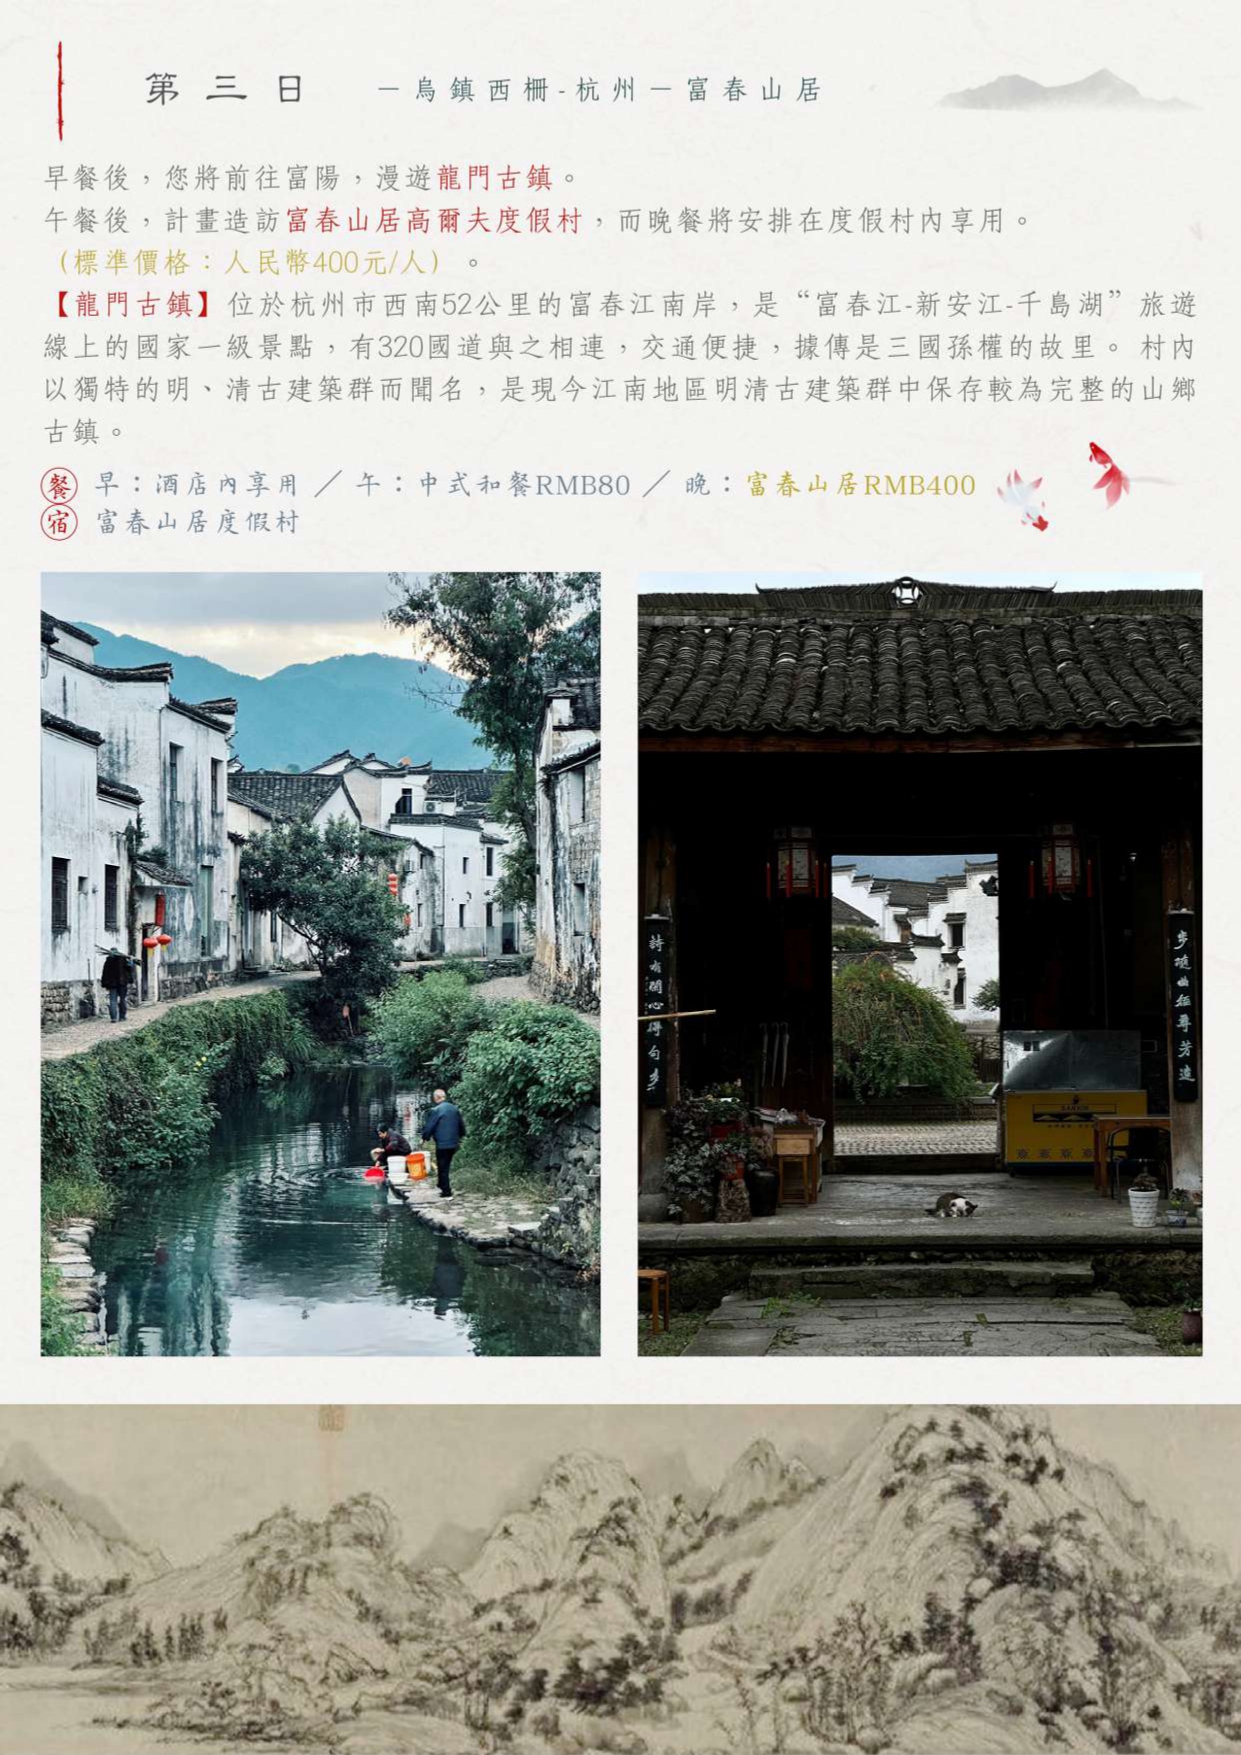 第三日 －烏鎮西柵-杭州－富春山居
早餐後，您將前往富陽，漫遊龍門古鎮。
午餐後，計畫造訪富春山居高爾夫度假村，而晚餐將安排在度假村內享用。
（標準價格：人民幣400元/人）。
【龍門古鎮】位於杭州市西南52公里的富春江南岸，是“富春江-新安江-千島湖”旅遊
線上的國家一級景點，有320國道與之相連，交通便捷，據傳是三國孫權的故里。 村內
以獨特的明、清古建築群而聞名，是現今江南地區明清古建築群中保存較為完整的山鄉
古鎮。
餐 早：酒店內享用 ／ 午：中式和餐RMB80 ／ 晚：富春山居RMB400
宿 富春山居度假村
步隨曲徑尋芳遠